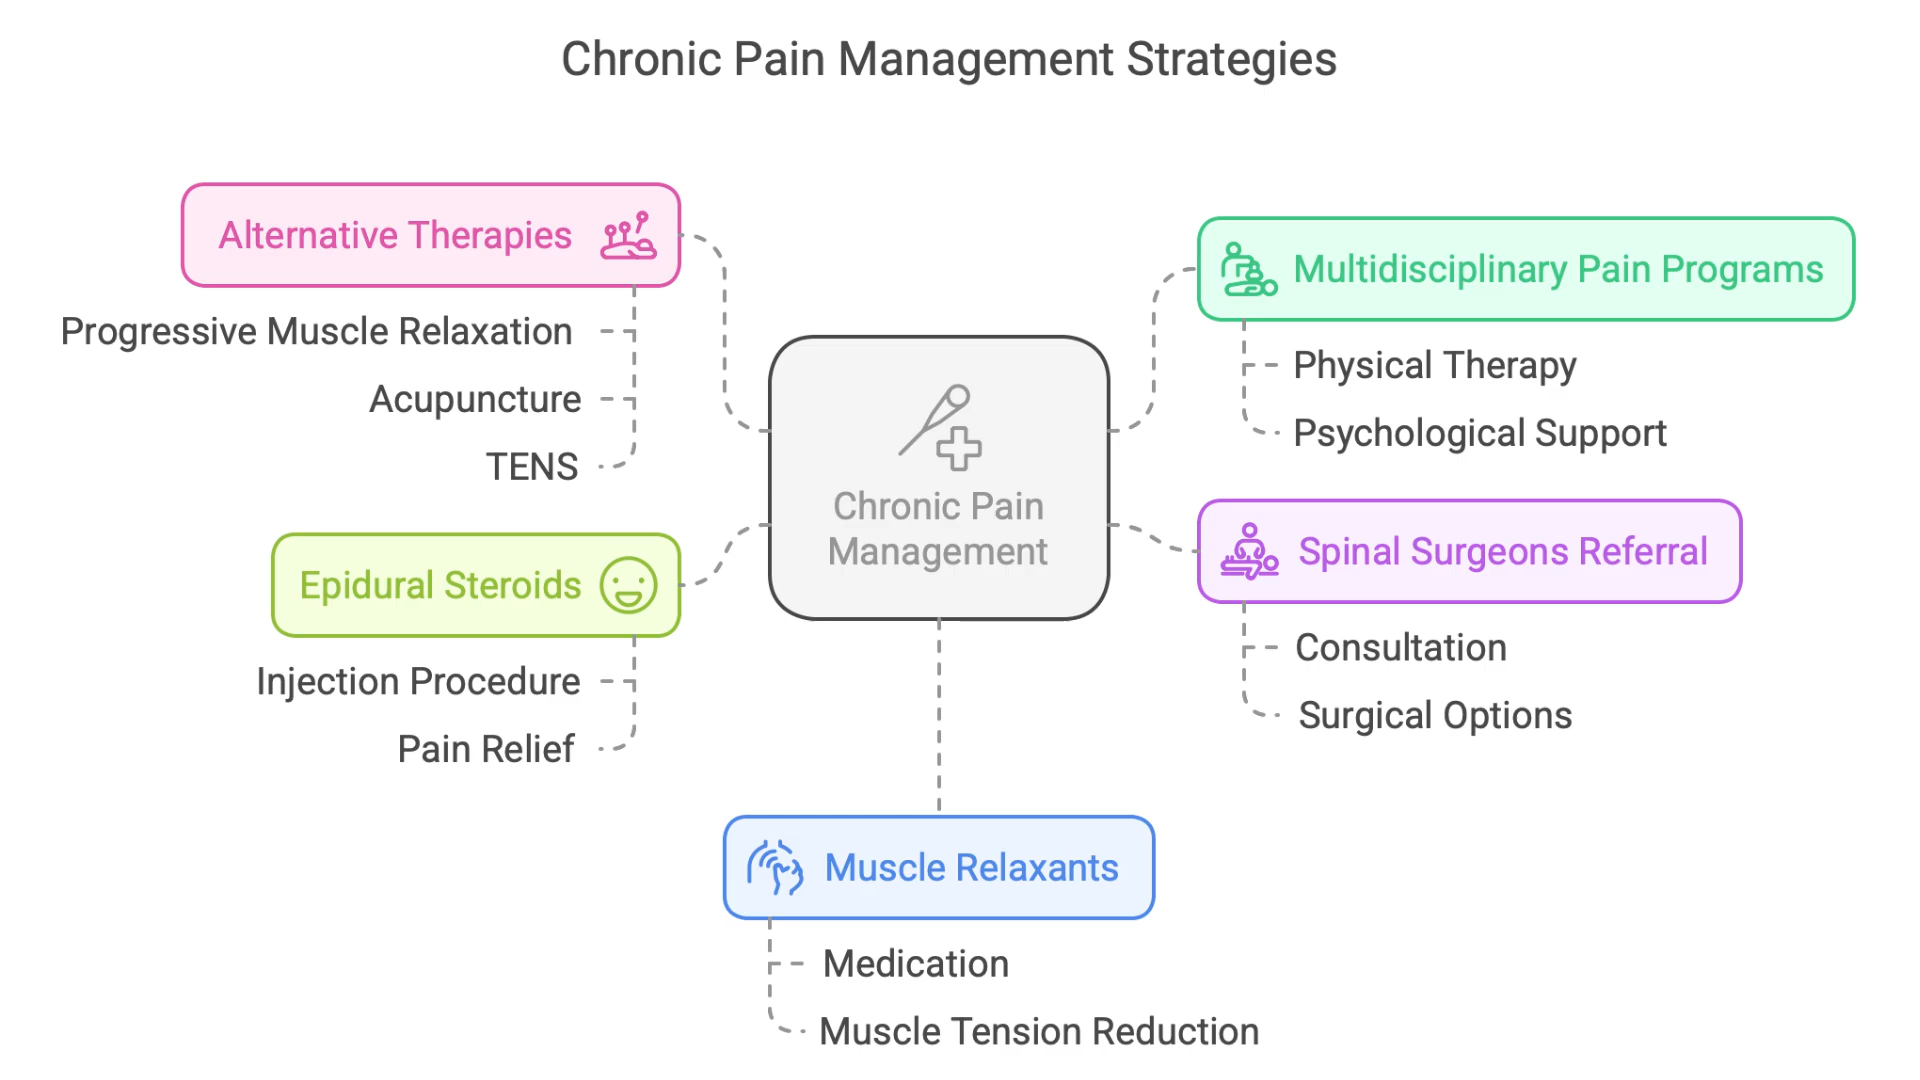 Chronic Pain Management Strategies
Alternative Therapies
Progressive Muscle Relaxation
Acupuncture
TENS
Epidural Steroids
Injection Procedure
Pain Relief
Chronic Pain
Management
Multidisciplinary Pain Programs
Physical Therapy
Psychological Support
Spinal Surgeons Referral
Consultation
Surgical Options
Muscle Relaxants
Medication
Muscle Tension Reduction